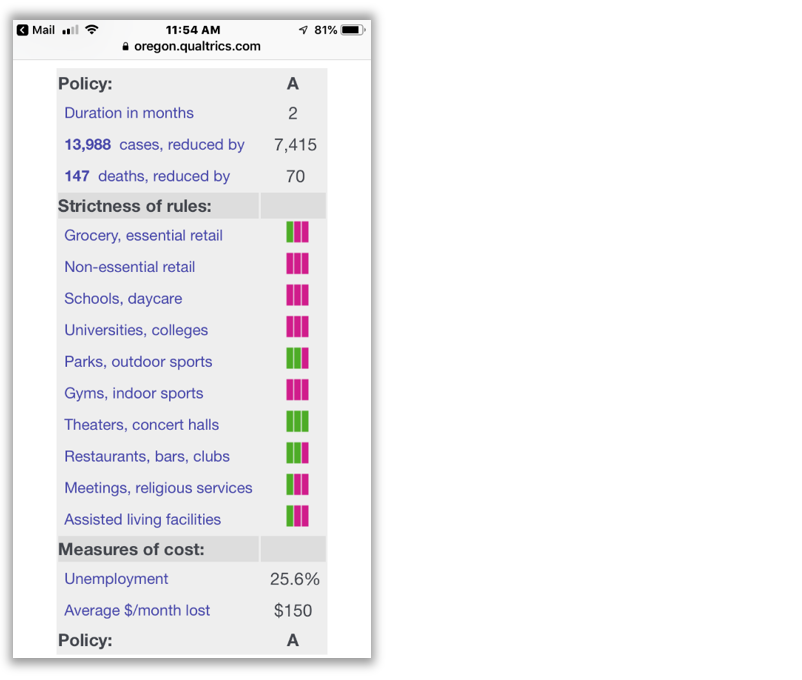 Mail 11:54 AM 81%
oregon.qualtrics.com
Policy: A
Duration in months 2
13,988 cases, reduced by 7,415
147 deaths, reduced by 70
Strictness of rules:
Grocery, essential retail
Non-essential retail
Schools, daycare
Universities, colleges
Parks, outdoor sports
Gyms, indoor sports
Theaters, concert halls
Restaurants, bars, clubs
Meetings, religious services
Assisted living facilities
Measures of cost:
Unemployment 25.6%
Average $/month lost $150
Policy: A